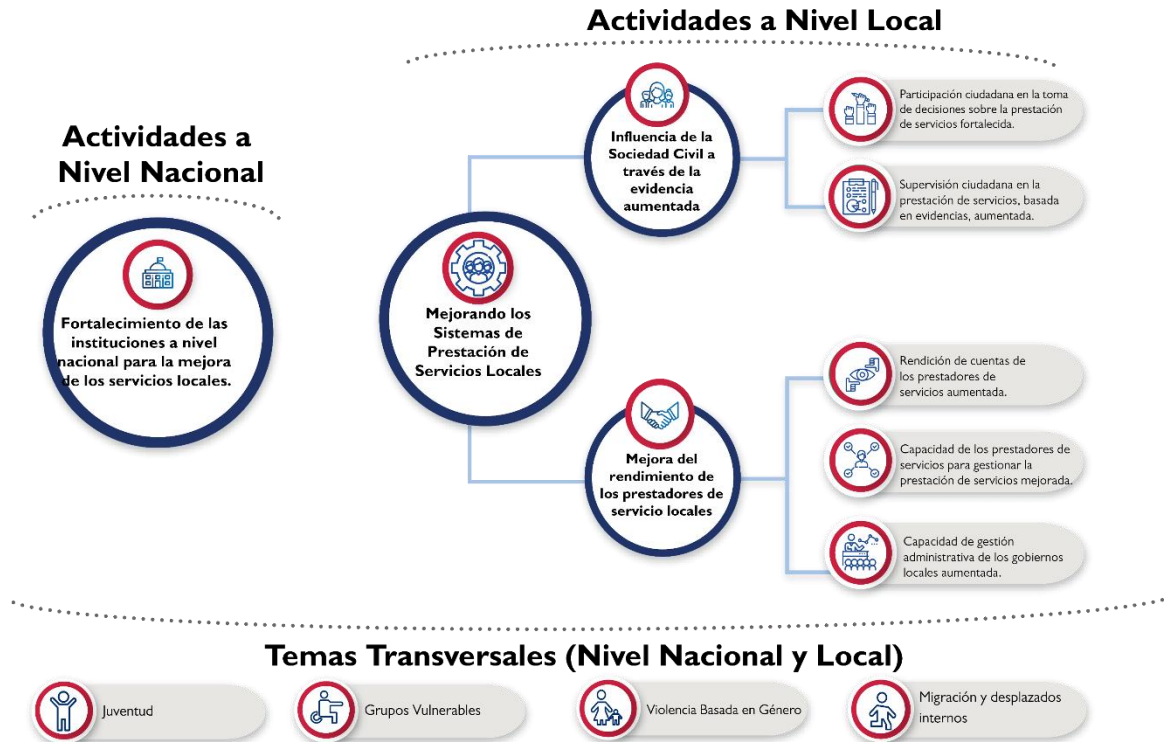 Actividades a Nivel Local
Actividades a
Nivel Nacional
Fortalecimiento de las
instituciones a nivel
nacional para la mejora
de los servicios locales.
Mejorando los
Sistemas de
Prestación de
Servicios Locales
Influencia de la
Sociedad Civil a
través de la
evidencia
aumentada
Participación ciudadana en la toma
de decisiones sobre la prestación
de servicios fortalecida.
Supervisión ciudadana en la
prestación de servicios, basada
en evidencias, aumentada.
Mejora del
rendimiento de
los prestadores de
servicio locales
Rendición de cuentas de
los prestadores de
servicios aumentada.
Capacidad de los prestadores de
servicios para gestionar la
prestación de servicios mejorada.
Capacidad de gestión
administrativa de los gobiernos
locales aumentada.
Temas Transversales (Nivel Nacional y Local)
Juventud
Grupos Vulnerables
Violencia Basada en Género
Migración y desplazados
internos